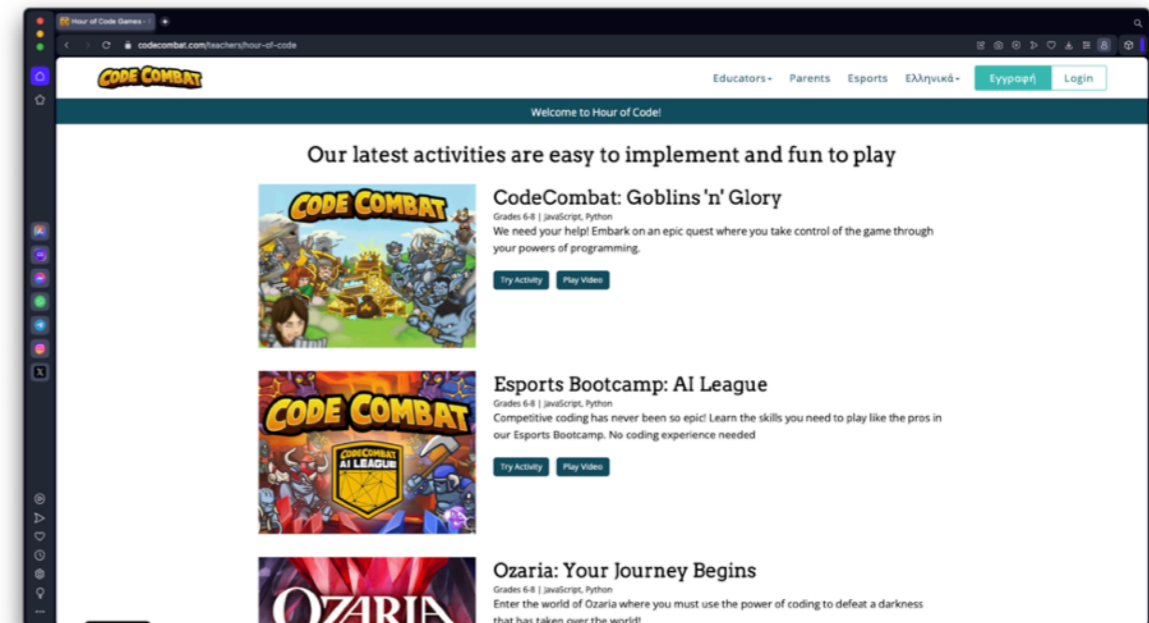 Hour of Code Games - /
codecombat.com/teachers/hour-of-code
CODE COMBAT
Educators
Parents
Esports
Ελληνικά
Εγγραφή
Login
Welcome to Hour of Code!
Our latest activities are easy to implement and fun to play
CODE COMBAT
CodeCombat: Goblins 'n' Glory
Grades 6-8 | JavaScript, Python
We need your help! Embark on an epic quest where you take control of the game through
your powers of programming.
Try Activity
Play Video
CODE COMBAT
CODECOMBAT
AI LEAGUE
Esports Bootcamp: AI League
Grades 6-8 | JavaScript, Python
Competitive coding has never been so epic! Learn the skills you need to play like the pros in
our Esports Bootcamp. No coding experience needed
Try Activity
Play Video
OZARIA
Ozaria: Your Journey Begins
Grades 6-8 | JavaScript, Python
Enter the world of Ozaria where you must use the power of coding to defeat a darkness
that has taken over the world!